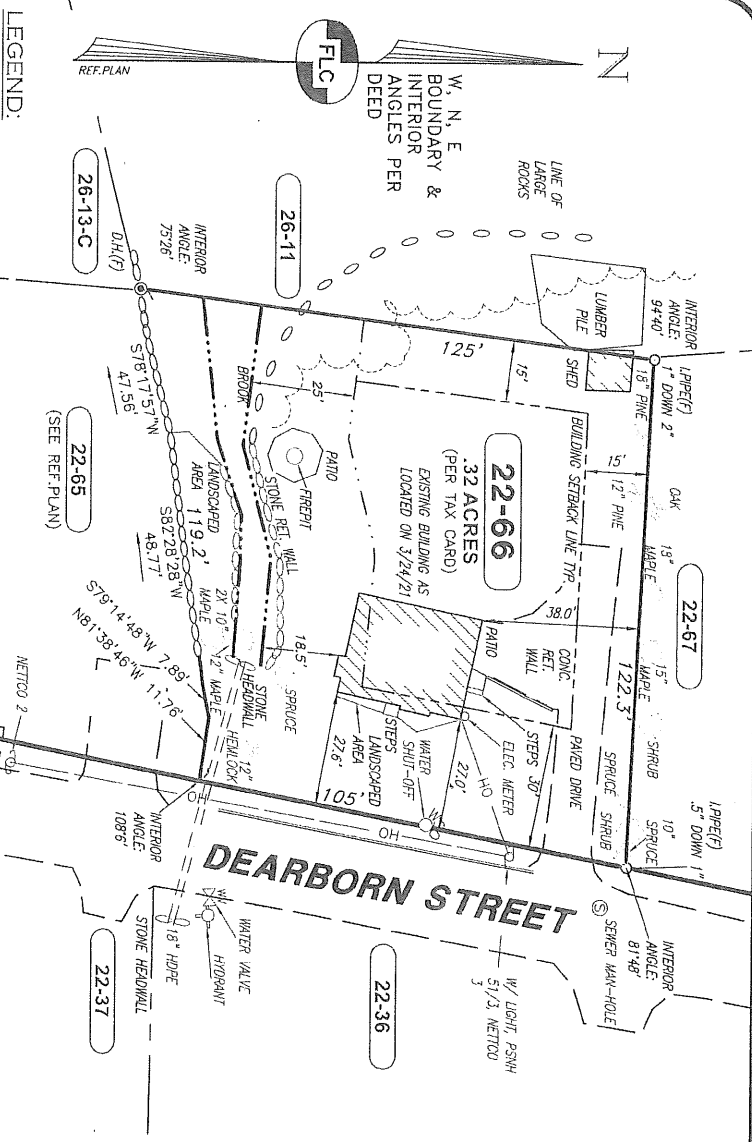 N
FLC
REF.PLAN
LEGEND:
W, N, E
BOUNDARY &
INTERIOR
ANGLES PER
DEED
LINE OF
LARGE
ROCKS
LUMBER
PILE
INTERIOR
ANGLE:
94°40'
I.PIPE(F)
1" DOWN 2"
SHED
18" PINE
OAK
12" PINE
18"
MAPLE
15"
MAPLE
SHRUB
SPRUCE
SHRUB
10"
SPRUCE
I.PIPE(F)
.5" DOWN 1"
INTERIOR
ANGLE:
81°48'
S
SEWER MAN-HOLE
22-67
122.3'
15'
BUILDING SETBACK LINE TYP.
15'
125'
22-66
.32 ACRES
(PER TAX CARD)
EXISTING BUILDING AS
LOCATED ON 3/24/21
38.0'
PATIO
CONC.
RET.
WALL
PAVED DRIVE
STEPS
30'
ELEC METER
OH
27.0'
WATER
SHUT-OFF
STEPS
LANDSCAPED
AREA
27.6'
105'
OH
OH
26-11
25'
BROOK
PATIO
FIREPIT
STONE RET. WALL
18.5'
SPRUCE
STONE
HEADWALL
2X 10"
MAPLE
12" MAPLE
12"
HEMLOCK
LANDSCAPED
AREA
119.2'
INTERIOR
ANGLE:
75°26'
D.H.(F)
26-13-C
S78°17'57"W
47.56'
S82°28'28"W
48.77'
S79°14'48"W 7.89'
N81°38'46"W 11.76'
22-65
(SEE REF.PLAN)
NETTCO 2
INTERIOR
ANGLE:
108°6'
DEARBORN STREET
W/ LIGHT, PSNH
51/3, NETTCO
3
WV
WATER VALVE
HYDRANT
18" HDPE
STONE HEADWALL
22-36
22-37